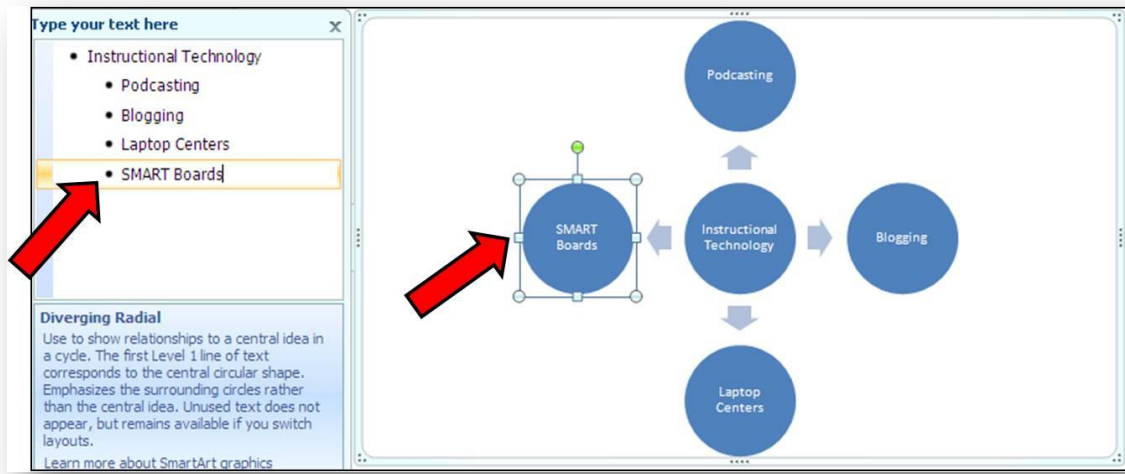 Type your text here
X
• Instructional Technology
• Podcasting
• Blogging
• Laptop Centers
• SMART Boards
Diverging Radial
Use to show relationships to a central idea in
a cycle. The first Level 1 line of text
corresponds to the central circular shape.
Emphasizes the surrounding circles rather
than the central idea. Unused text does not
appear, but remains available if you switch
layouts.
Learn more about SmartArt graphics
Podcasting
SMART
Boards
Instructional
Technology
Blogging
Laptop
Centers